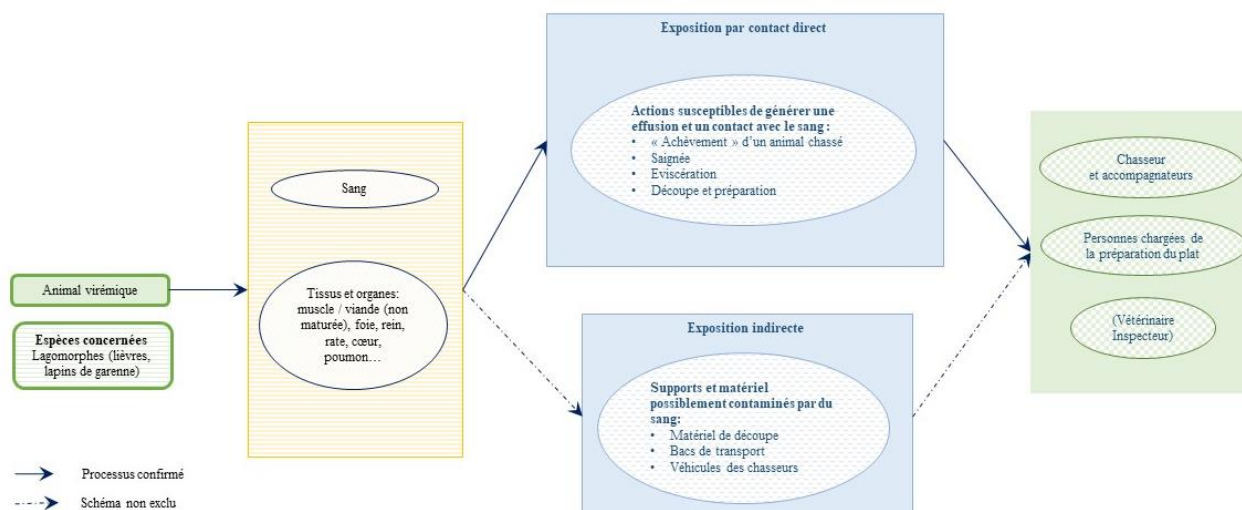 Animal virémique
Espèces concernées
Lagomorphes (lièvres,
lapins de garenne)
Processus confirmé
Schéma non exclu
Sang
Tissus et organes:
muscle / viande (non
maturée), foie, rein,
rate, cœur,
poumon…
Exposition par contact direct
Actions susceptibles de générer une
effusion et un contact avec le sang :
• « Achèvement » d’un animal chassé
• Saignée
• Eviscération
• Découpe et préparation
Exposition indirecte
Supports et matériel
possiblement contaminés par du
sang:
• Matériel de découpe
• Bacs de transport
• Véhicules des chasseurs
Chasseur
et accompagnateurs
Personnes chargées de
la préparation du plat
(Vétérinaire
Inspecteur)